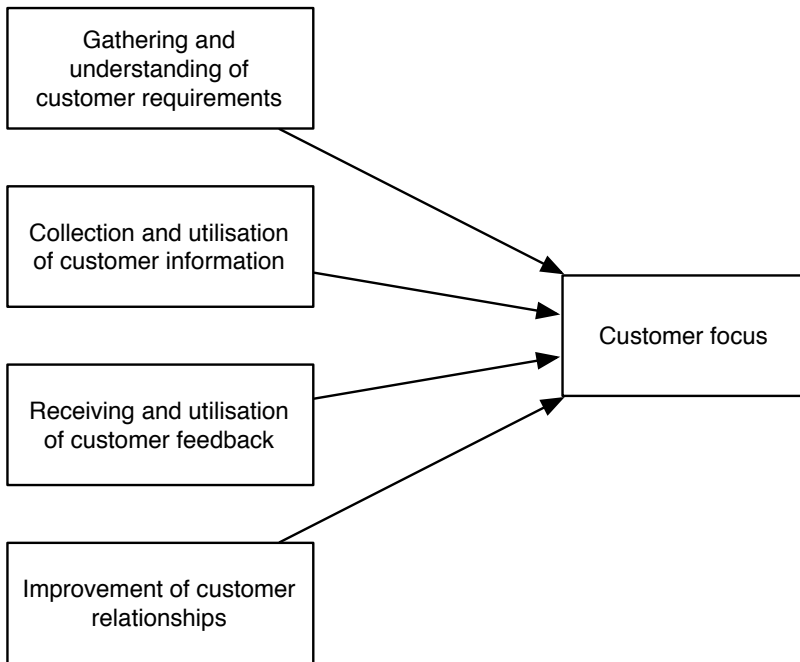 Gathering and
understanding of
customer requirements
Collection and utilisation
of customer information
Customer focus
Receiving and utilisation
of customer feedback
Improvement of customer
relationships